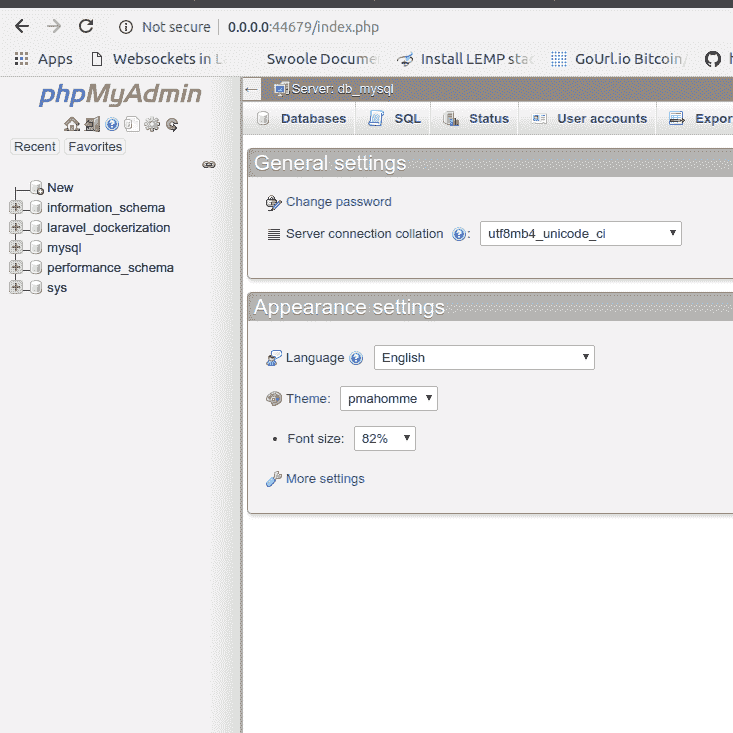 Not secure | 0.0.0.0:44679/index.php
Apps Websockets in La Swoole Docume Install LEMP sta GoUrl.io Bitcoin/
phpMyAdmin
Server: db_mysql
Databases SQL Status User accounts Expor
Recent Favorites
General settings
New
information_schema
laravel_dockerization
mysql
performance_schema
sys
Change password
Server connection collation : utf8mb4_unicode_ci
Appearance settings
Language English
Theme: pmahomme
• Font size: 82%
More settings